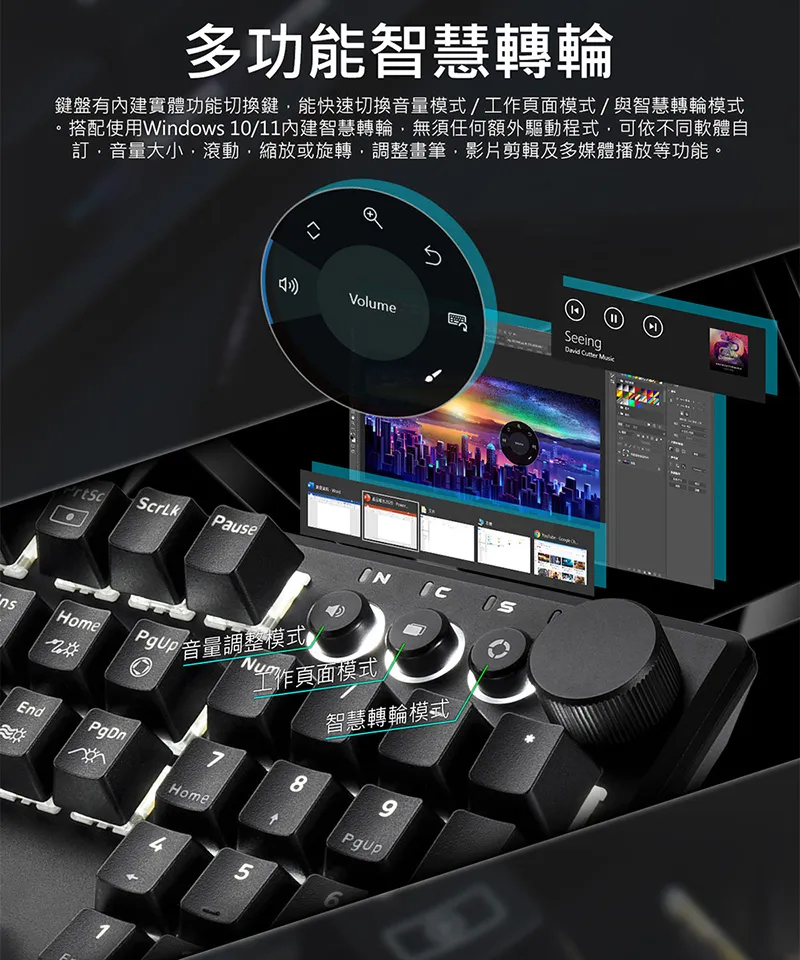 多功能智慧轉輪
鍵盤有內建實體功能切換鍵，能快速切換音量模式 / 工作頁面模式 / 與智慧轉輪模式
。搭配使用Windows 10/11內建智慧轉輪，無須任何額外驅動程式，可依不同軟體自
訂，音量大小，滾動，縮放或旋轉，調整畫筆，影片剪輯及多媒體播放等功能。
Volume
Seeing
David Cutter Music
PrtSc
ScrLk
Pause
N
C
S
Home
PgUp
音量調整模式
工作頁面模式
智慧轉輪模式
Num
/
*
End
PgDn
7
Home
8
9
PgUp
4
5
6
1